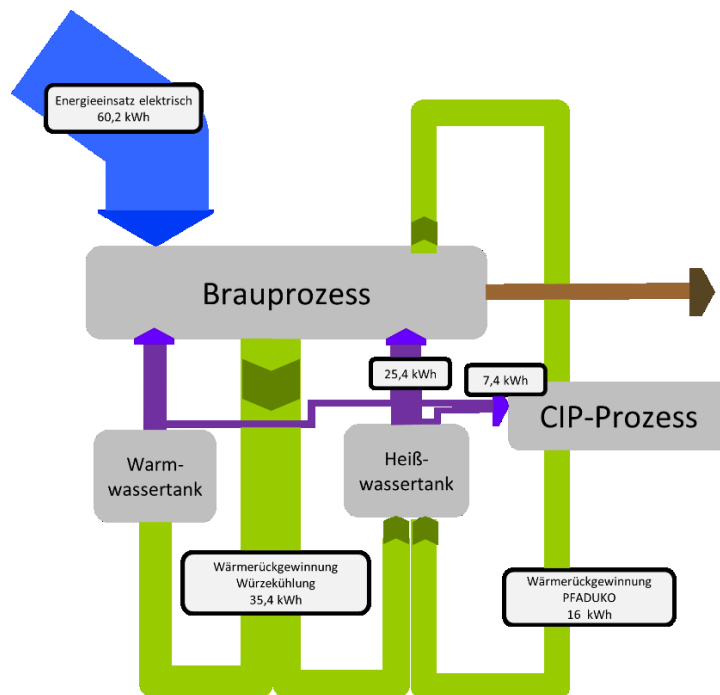 Energieeinsatz elektrisch
60,2 kWh
Brauprozess
25,4 kWh
7,4 kWh
CIP-Prozess
Warm-
wassertank
Heiß-
wassertank
Wärmerückgewinnung
Würzekühlung
35,4 kWh
Wärmerückgewinnung
PFADUKO
16 kWh